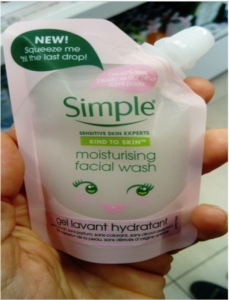 NEW!
Squeeze me
'til the last drop!
Simple
SENSITIVE SKIN EXPERTS
KIND TO SKIN™
moisturising
facial wash
gel lavant hydratant